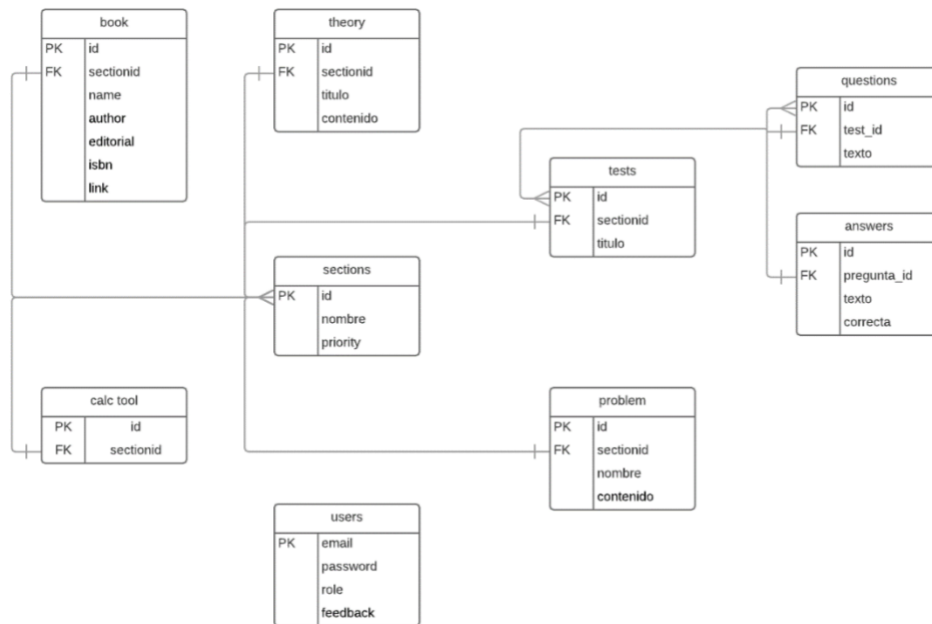 book
PK id
FK sectionid
name
author
editorial
isbn
link
theory
PK id
FK sectionid
titulo
contenido
questions
PK id
FK test_id
texto
tests
PK id
FK sectionid
titulo
answers
PK id
FK pregunta_id
texto
correcta
sections
PK id
nombre
priority
calc tool
PK id
FK sectionid
problem
PK id
FK sectionid
nombre
contenido
users
PK email
password
role
feedback